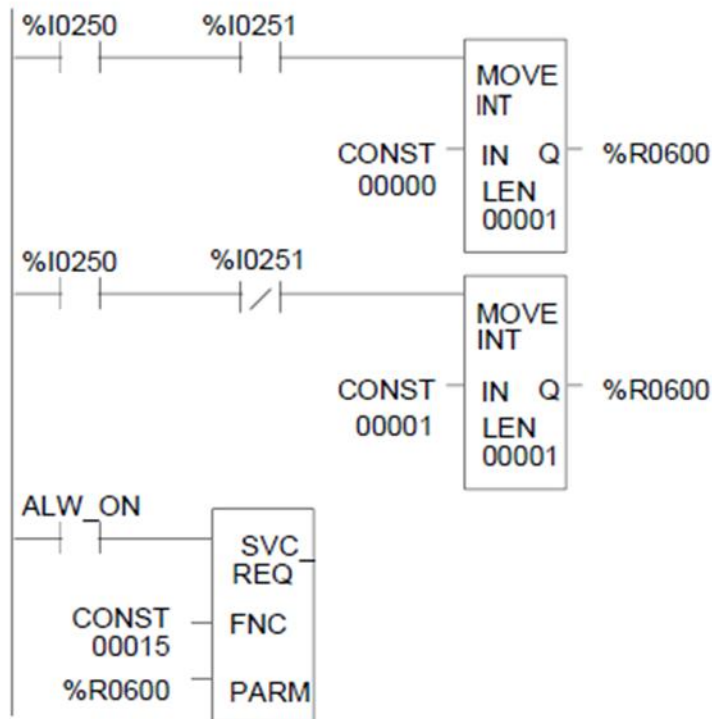 %I0250 %I0251
MOVE
INT
CONST IN Q %R0600
00000 LEN
00001
%I0250 %I0251
MOVE
INT
CONST IN Q %R0600
00001 LEN
00001
ALW_ON
SVC_
REQ
CONST FNC
00015
%R0600 PARM